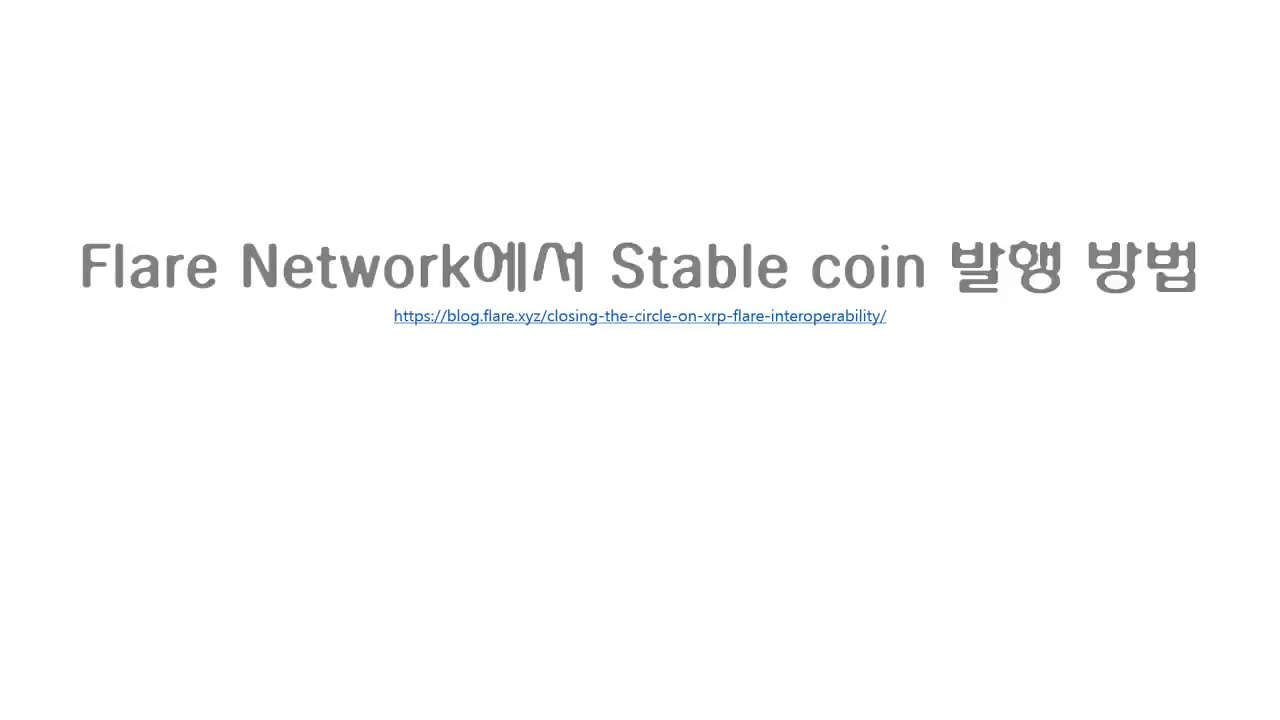 Flare Network에서 Stable coin 발행 방법
https://blog.flare.xyz/closing-the-circle-on-xrp-flare-interoperability/